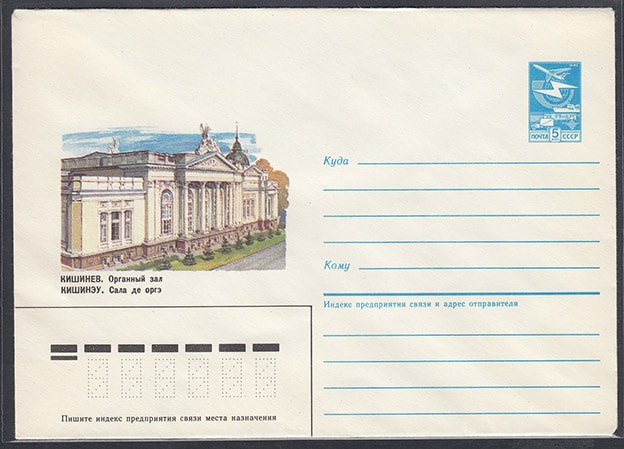 ПОЧТА 5 СССР
Куда
КИШИНЕВ. Органный зал
КИШИНЭУ. Сала де оргэ
Кому
Индекс предприятия связи и адрес отправителя
Пишите индекс предприятия связи места назначения